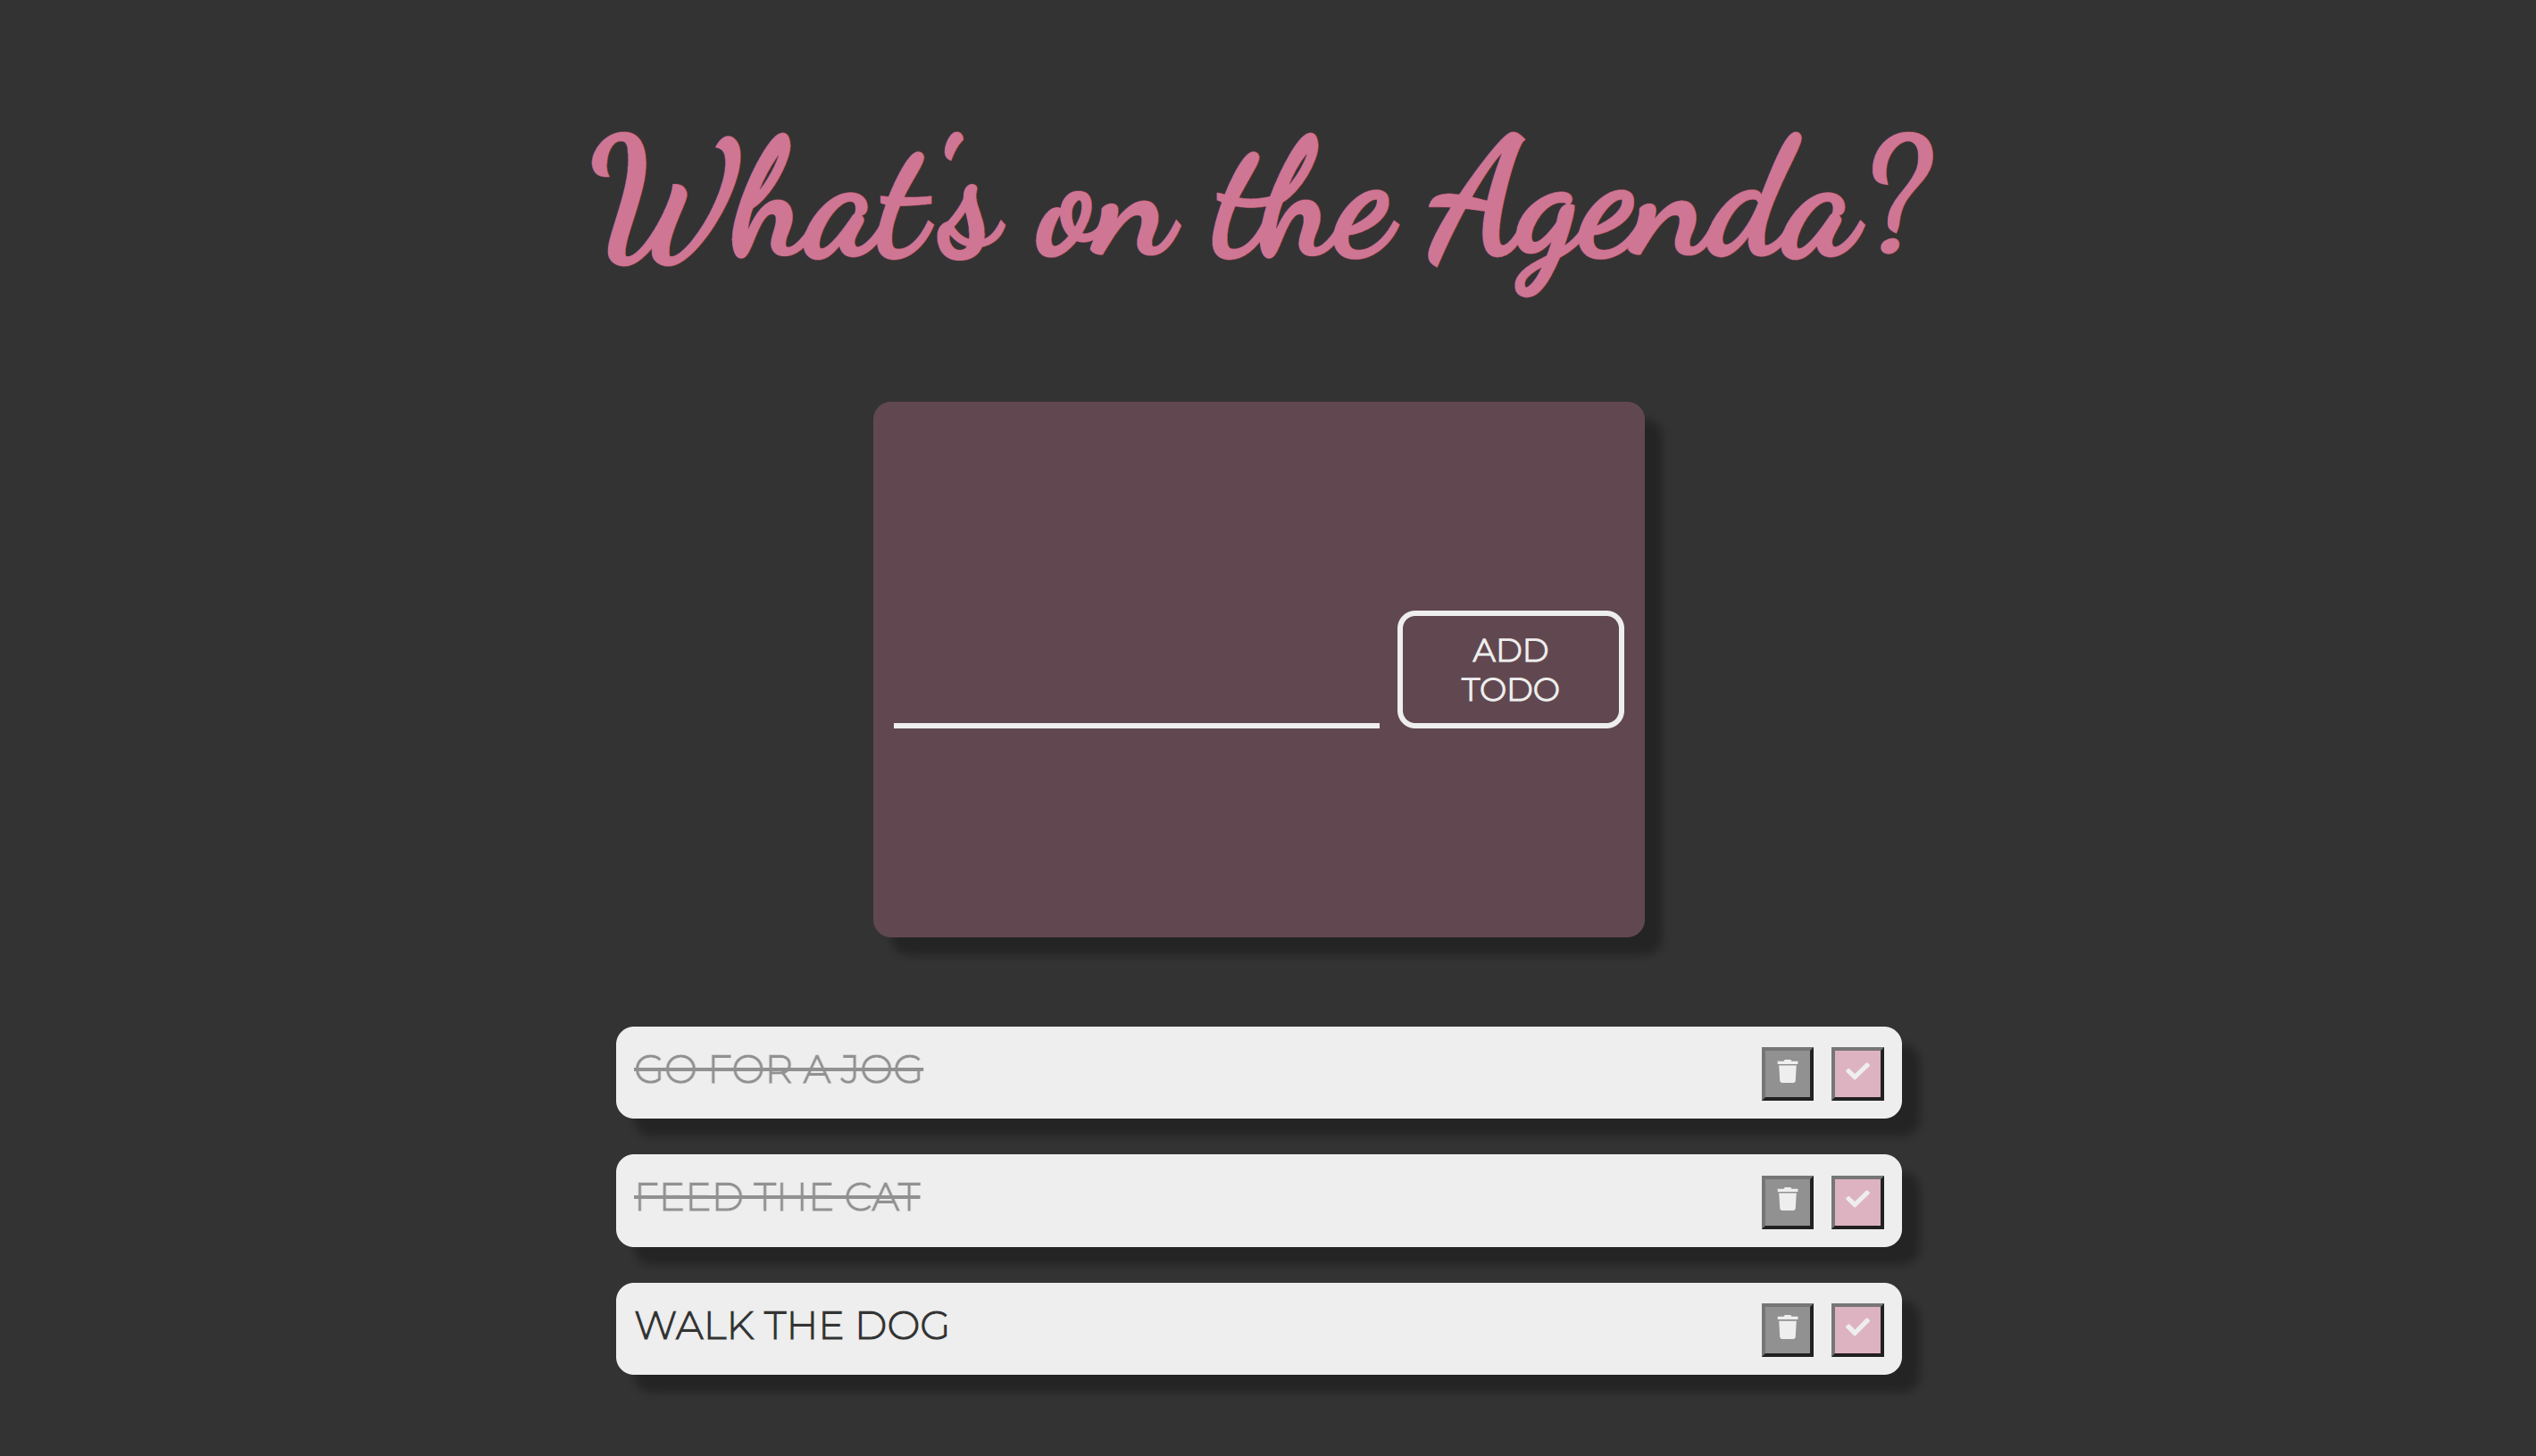 What's on the Agenda?
ADD
TODO
GO FOR A JOG
FEED THE CAT
WALK THE DOG